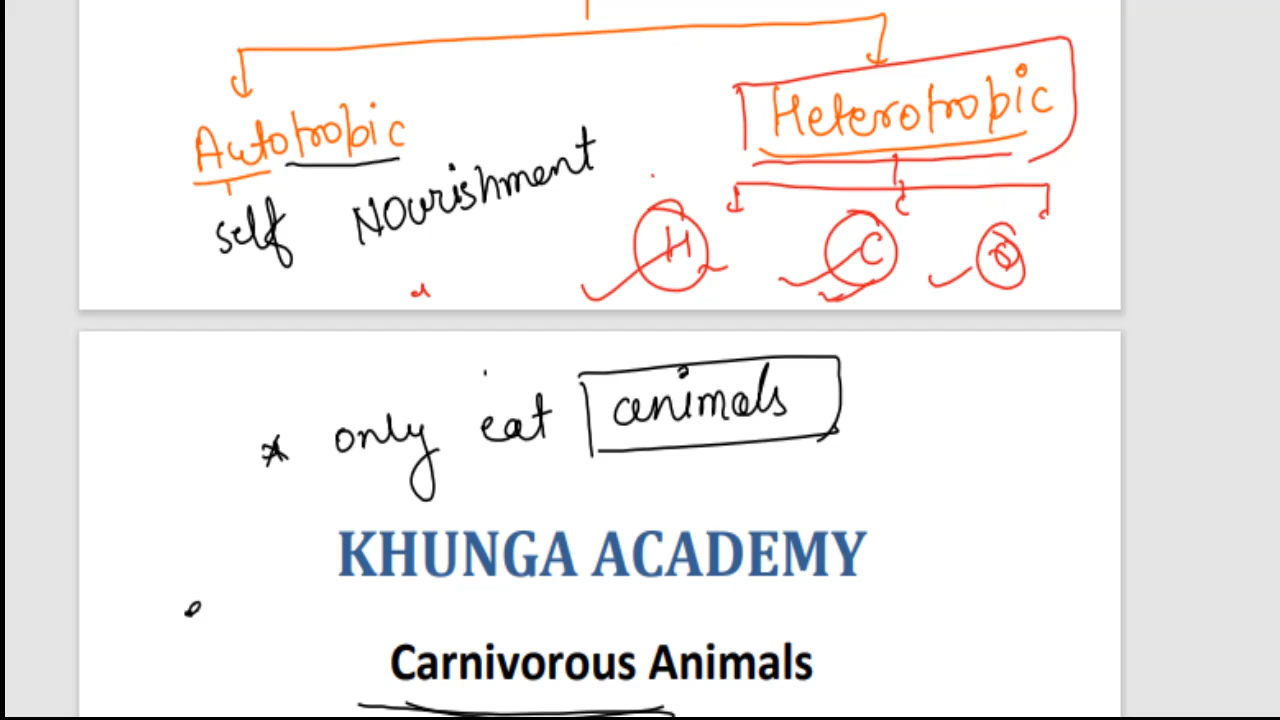 Autotropic
Heterotropic
self Nourishment
H C
* only eat animals
KHUNGA ACADEMY
Carnivorous Animals